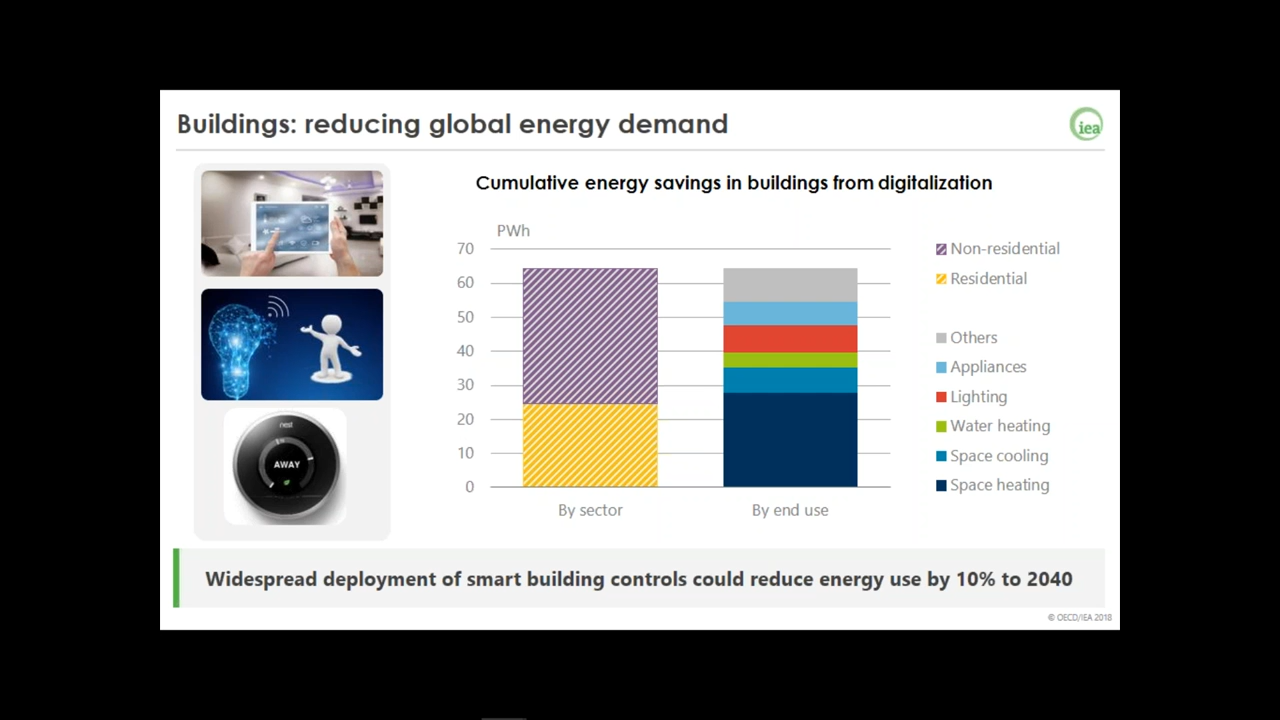 Buildings: reducing global energy demand
iea
Cumulative energy savings in buildings from digitalization
PWh
70
60
50
40
30
20
10
0
By sector
By end use
Non-residential
Residential
Others
Appliances
Lighting
Water heating
Space cooling
Space heating
nest
AWAY
Widespread deployment of smart building controls could reduce energy use by 10% to 2040
© OECD/IEA 2018